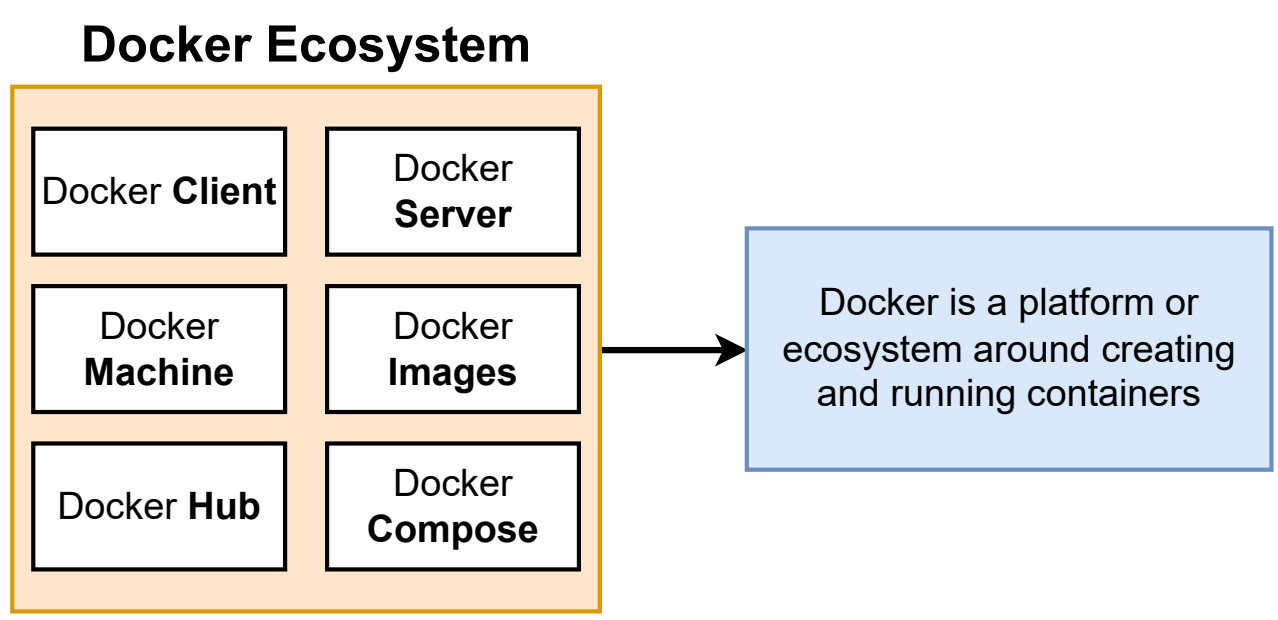 Docker Ecosystem
Docker Client
Docker
Server
Docker
Machine
Docker
Images
Docker Hub
Docker
Compose
Docker is a platform or
ecosystem around creating
and running containers